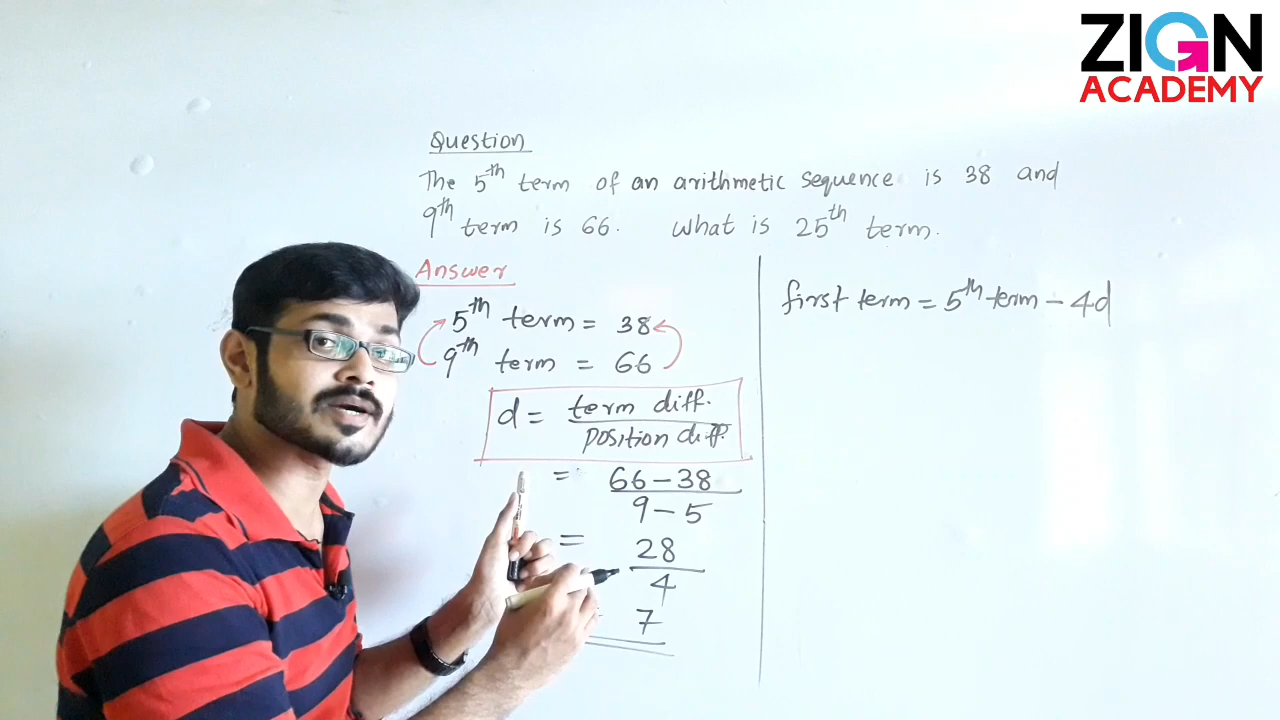 ZIGN
ACADEMY
Question
The 5th term of an arithmetic sequence is 38 and
9th term is 66. What is 25th term.
Answer
5th term = 38
9th term = 66
d = term diff.
position diff.
= 66 - 38
9 - 5
= 28
4
7
first term = 5th term - 4d